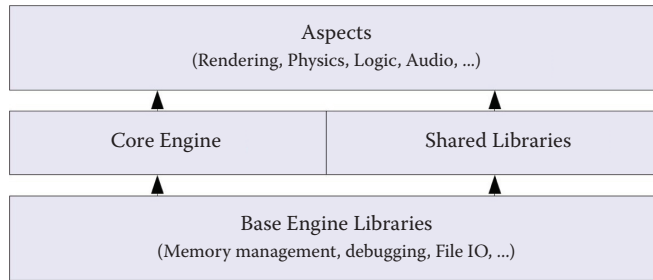 Aspects
(Rendering, Physics, Logic, Audio, ...)
Core Engine
Shared Libraries
Base Engine Libraries
(Memory management, debugging, File IO, ...)